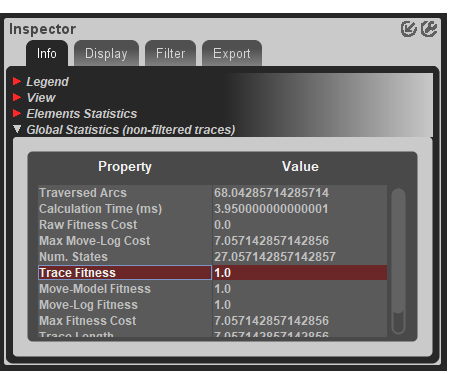 Inspector
Info Display Filter Export
Legend
View
Elements Statistics
Global Statistics (non-filtered traces)
Property Value
Traversed Arcs 68.04285714285714
Calculation Time (ms) 3.950000000000001
Raw Fitness Cost 0.0
Max Move-Log Cost 7.057142857142856
Num. States 27.057142857142857
Trace Fitness 1.0
Move-Model Fitness 1.0
Move-Log Fitness 1.0
Max Fitness Cost 7.057142857142856
Trace Length 7.057142857142856